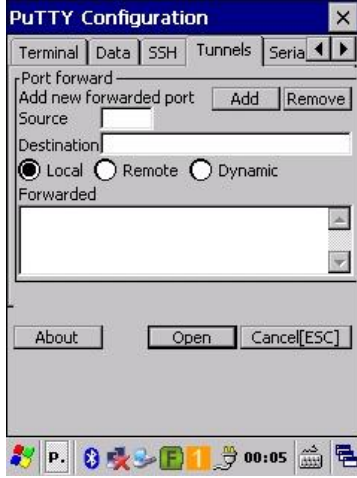 PuTTY Configuration
Terminal Data SSH Tunnels Seria
Port forward
Add new forwarded port Add Remove
Source
Destination
Local Remote Dynamic
Forwarded
About Open Cancel[ESC]
P. F 1 00:05